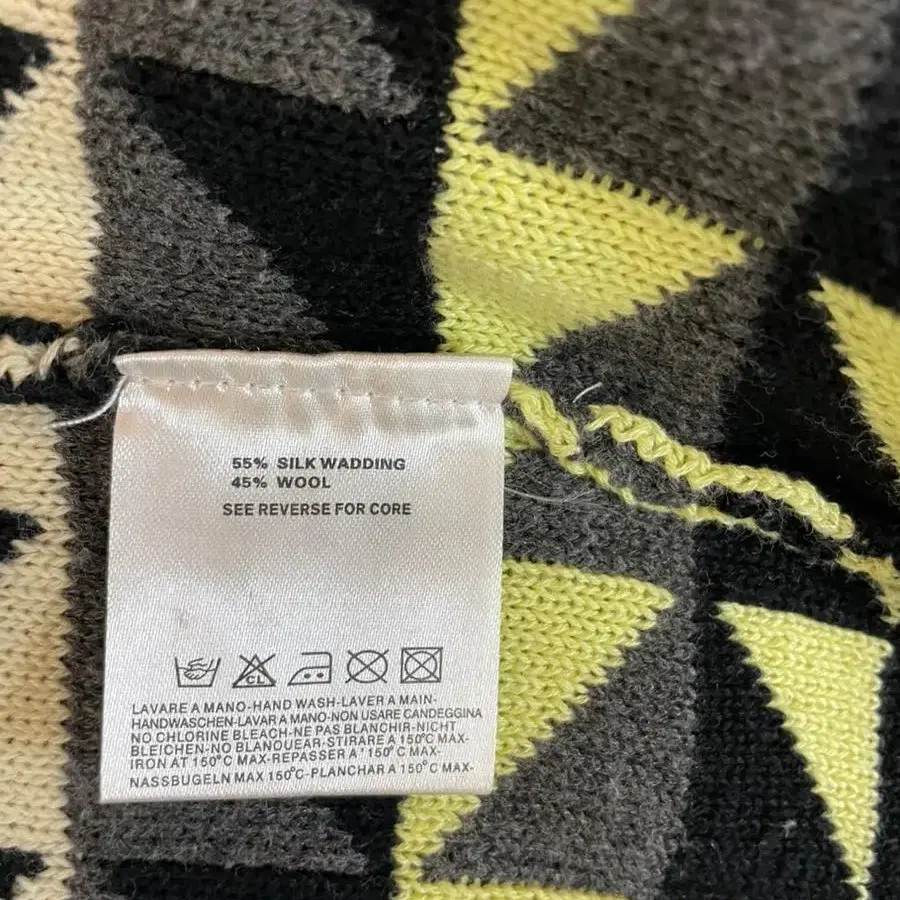 55% SILK WADDING
45% WOOL
SEE REVERSE FOR CORE
CL
LAVARE A MANO-HAND WASH-LAVER A MAIN-
HANDWASCHEN-LAVAR A MANO-NON USARE CANDEGGINA
NO CHLORINE BLEACH-NE PAS BLANCHIR-NICHT
BLEICHEN-NO BLANQUEAR-STIRARE A 150°C MAX-
IRON AT 150°C MAX-REPASSER A'150°C MAX-
NASSBUGELN MAX 150°C-PLANCHAR A 150°C MAX-